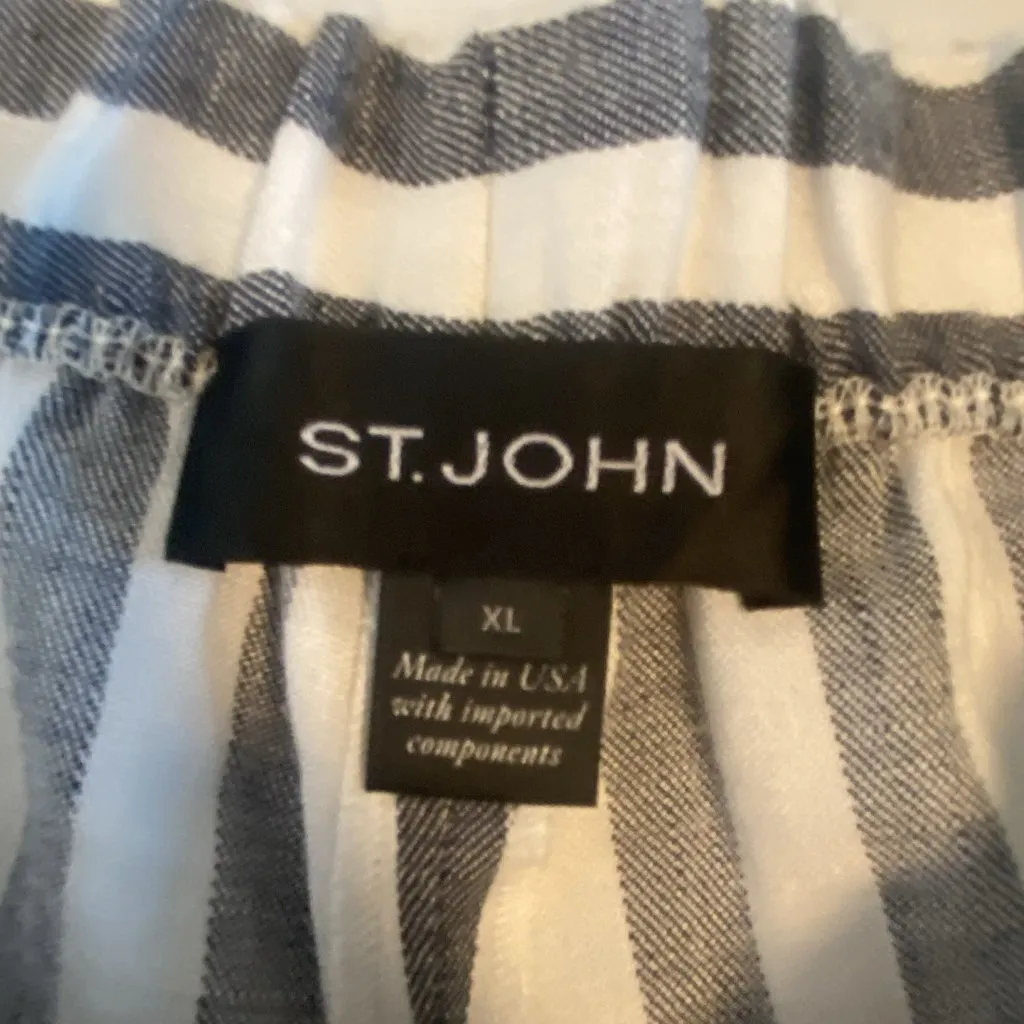 ST. JOHN
XL
Made in USA
with imported
components